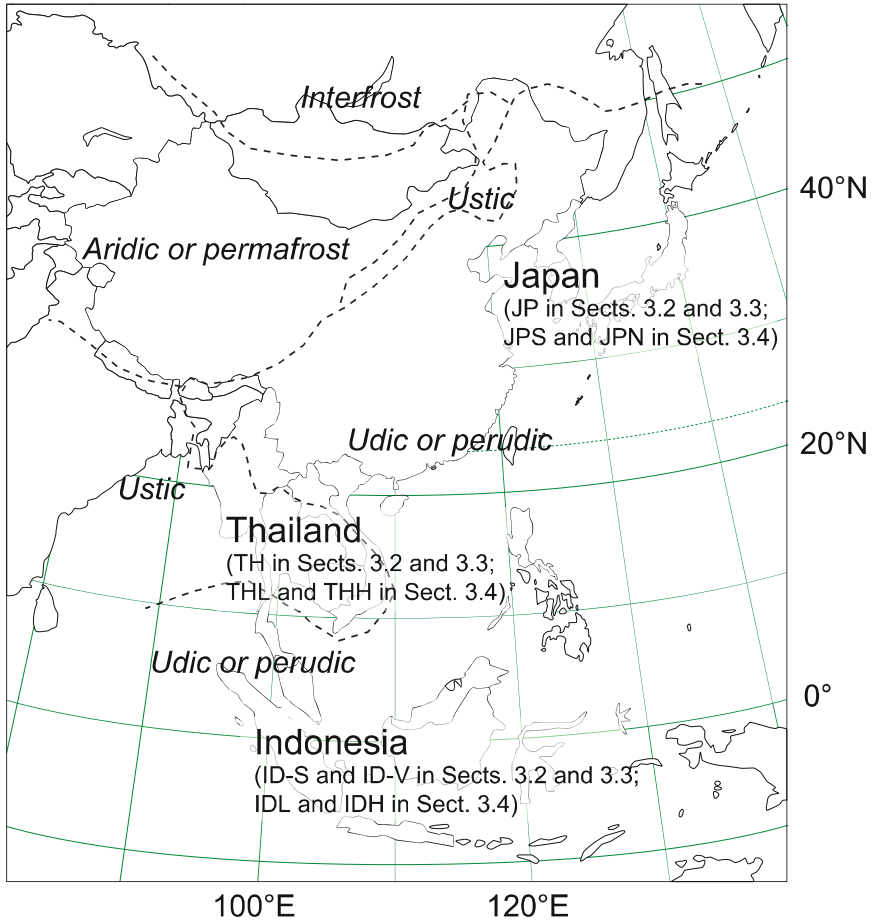 Interfrost
40°N
Ustic
Aridic or permafrost
Japan
(JP in Sects. 3.2 and 3.3;
JPS and JPN in Sect. 3.4)
Udic or perudic
20°N
Ustic
Thailand
(TH in Sects. 3.2 and 3.3;
THL and THH in Sect. 3.4)
Udic or perudic
0°
Indonesia
(ID-S and ID-V in Sects. 3.2 and 3.3;
IDL and IDH in Sect. 3.4)
100°E
120°E